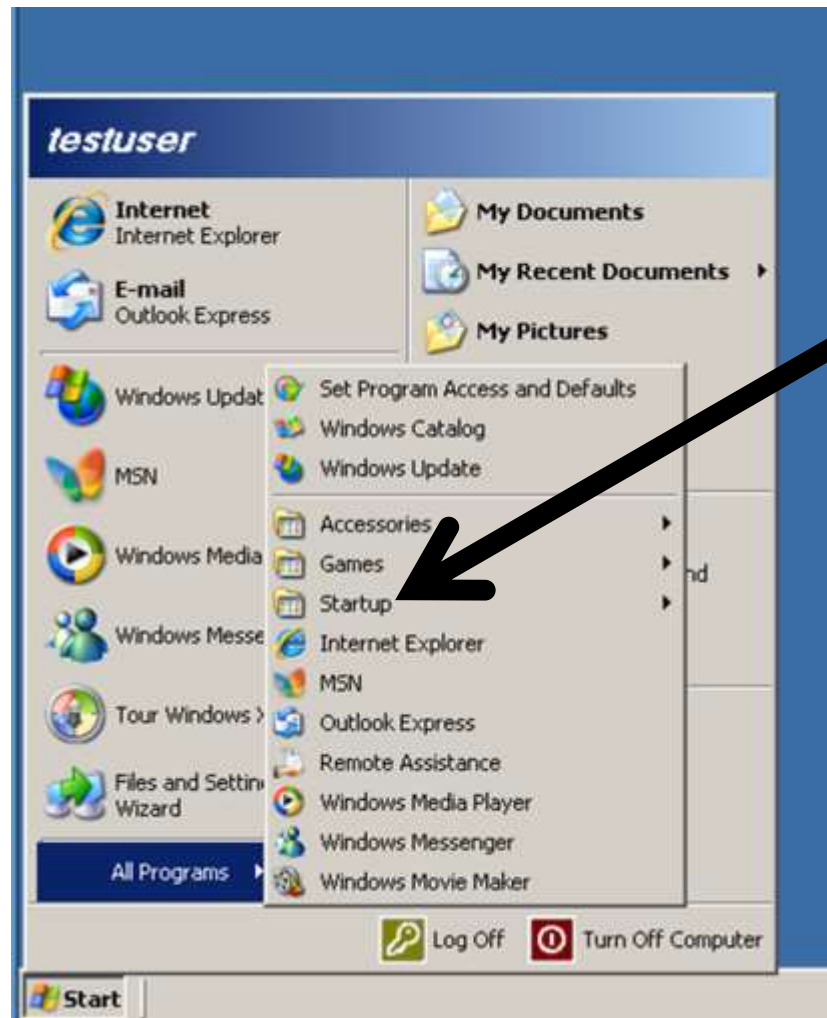 testuser
Internet
Internet Explorer
E-mail
Outlook Express
My Documents
My Recent Documents
My Pictures
Windows Updat
MSN
Windows Media
Windows Messe
Tour Windows X
Files and Settin
Wizard
All Programs
Set Program Access and Defaults
Windows Catalog
Windows Update
Accessories
Games
Startup
Internet Explorer
MSN
Outlook Express
Remote Assistance
Windows Media Player
Windows Messenger
Windows Movie Maker
nd
Log Off
Turn Off Computer
Start